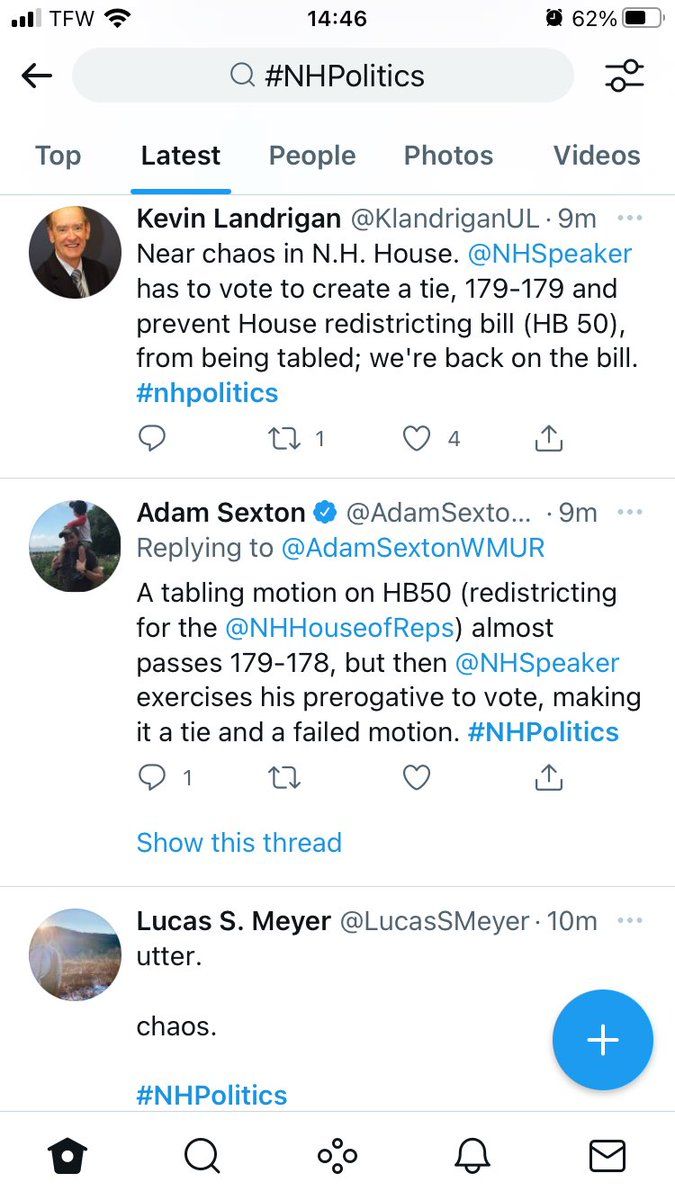 TFW 14:46 62%
#NHPolitics
Top Latest People Photos Videos
Kevin Landrigan @KlandriganUL · 9m
Near chaos in N.H. House. @NHSpeaker
has to vote to create a tie, 179-179 and
prevent House redistricting bill (HB 50),
from being tabled; we're back on the bill.
#nhpolitics
1 4
Adam Sexton @AdamSexto... · 9m
Replying to @AdamSextonWMUR
A tabling motion on HB50 (redistricting
for the @NHHouseofReps) almost
passes 179-178, but then @NHSpeaker
exercises his prerogative to vote, making
it a tie and a failed motion. #NHPolitics
1
Show this thread
Lucas S. Meyer @LucasSMeyer · 10m
utter.
chaos.
#NHPolitics